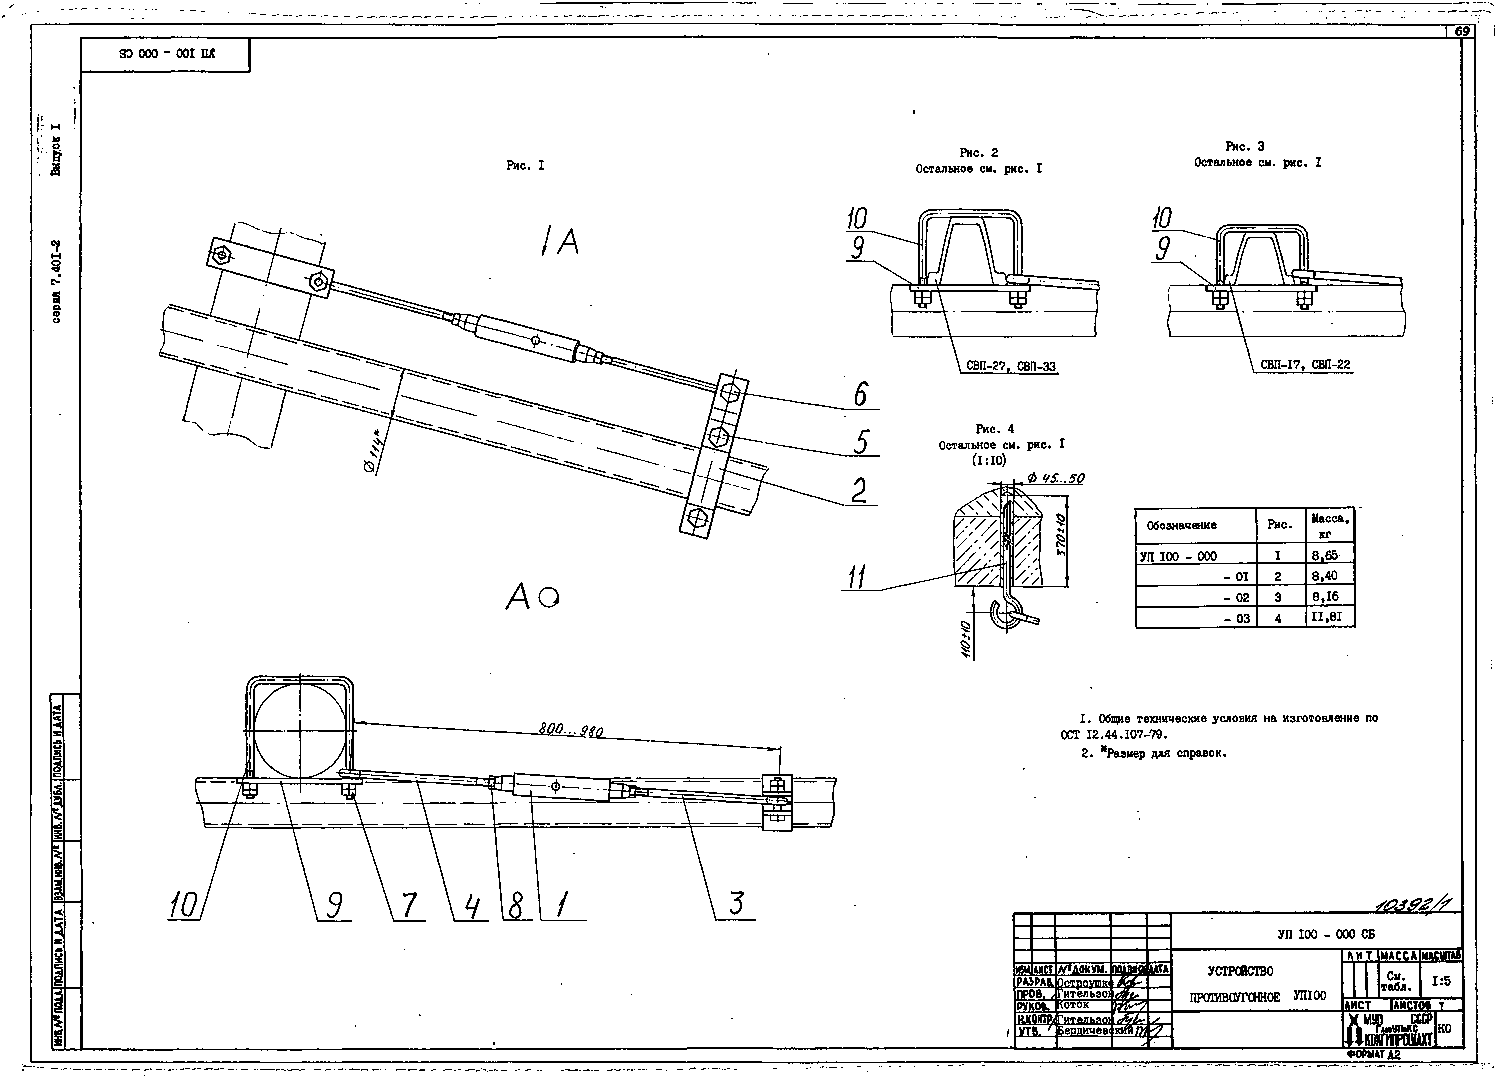 69
УП 100 - 000 СБ
серия 7.401-2 Выпуск I
Рис. I
А
Рис. 2
Остальное см. рис. I
Рис. 3
Остальное см. рис. I
10
9
СВП-27, СВП-33
10
9
СВП-17, СВП-22
6
5
2
Ø 114*
Рис. 4
Остальное см. рис. I
(1:10)
Ø 45...50
370±10
11
110±10
Обозначение Рис. Масса, кг
УП 100 - 000 1 8,65
- 01 2 8,40
- 02 3 8,16
- 03 4 11,81
А
800...980
10
9
7
4
8
1
3
1. Общие технические условия на изготовление по
ОСТ 12.44.107-79.
2. *Размер для справок.
10392/1
УП 100 - 000 СБ
УСТРОЙСТВО
ПРОТИВОУГОННОЕ УП100
ЛИТ. МАССА МАСШТАБ
См. табл. 1:5
ЛИСТ ЛИСТОВ 1
ИЗМ ЛИСТ № ДОКУМ. ПОДПИСЬ ДАТА
РАЗРАБ. Остроушко
ПРОВ. Гительзон
РУКОВ. Коток
Н.КОНТР. Гительзон
УТВ. Бердичевский
МУП СССР
КО
ФОРМАТ А2
ИНВ.№ ПОДЛ. ПОДПИСЬ И ДАТА ВЗАМ.ИНВ.№ ИНВ.№ ДУБЛ. ПОДПИСЬ И ДАТА